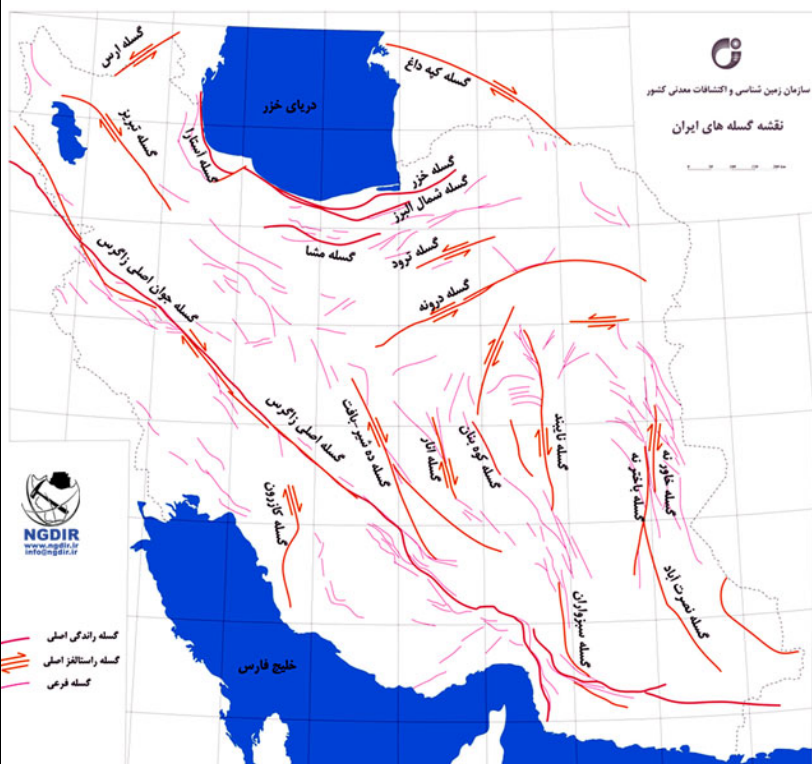 سازمان زمین شناسی و اکتشافات معدنی کشور
نقشه گسله های ایران
گسله ارس
گسله کپه داغ
دریای خزر
گسله تبریز
گسله آستارا
گسله خزر
گسله شمال البرز
گسله مشا
گسله ترود
گسله درونه
گسله جوان اصلی زاگرس
گسله اصلی زاگرس
گسله ده شیر-بافت
گسله انار
گسله کوه بنان
گسله نایبند
گسله باختر نه
گسله خاور نه
گسله کازرون
گسله سبزواران
گسله نصرت آباد
خلیج فارس
NGDIR
www.ngdir.ir
info@ngdir.ir
گسله راندگی اصلی
گسله راستالغز اصلی
گسله فرعی